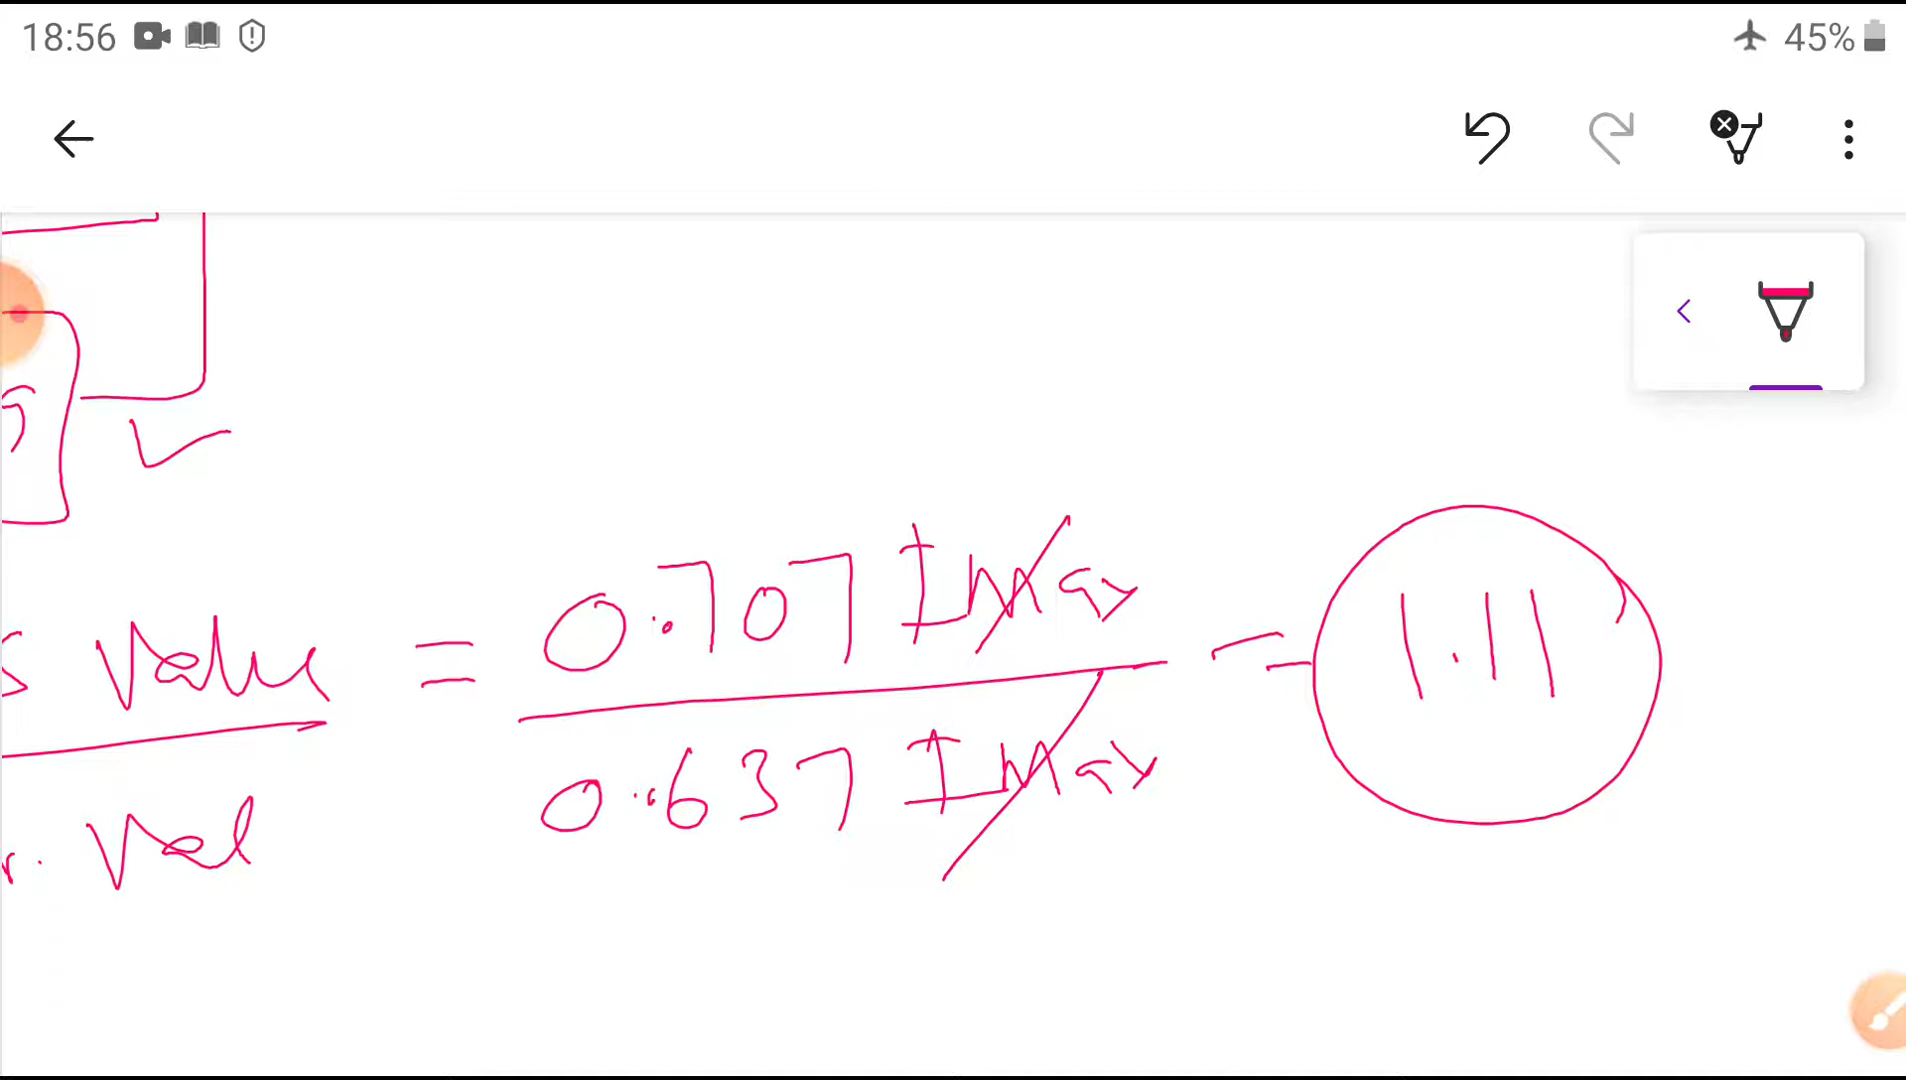 18:56 45%
S Value = 0.707 IMax = 1.11
r. Val 0.637 IMax